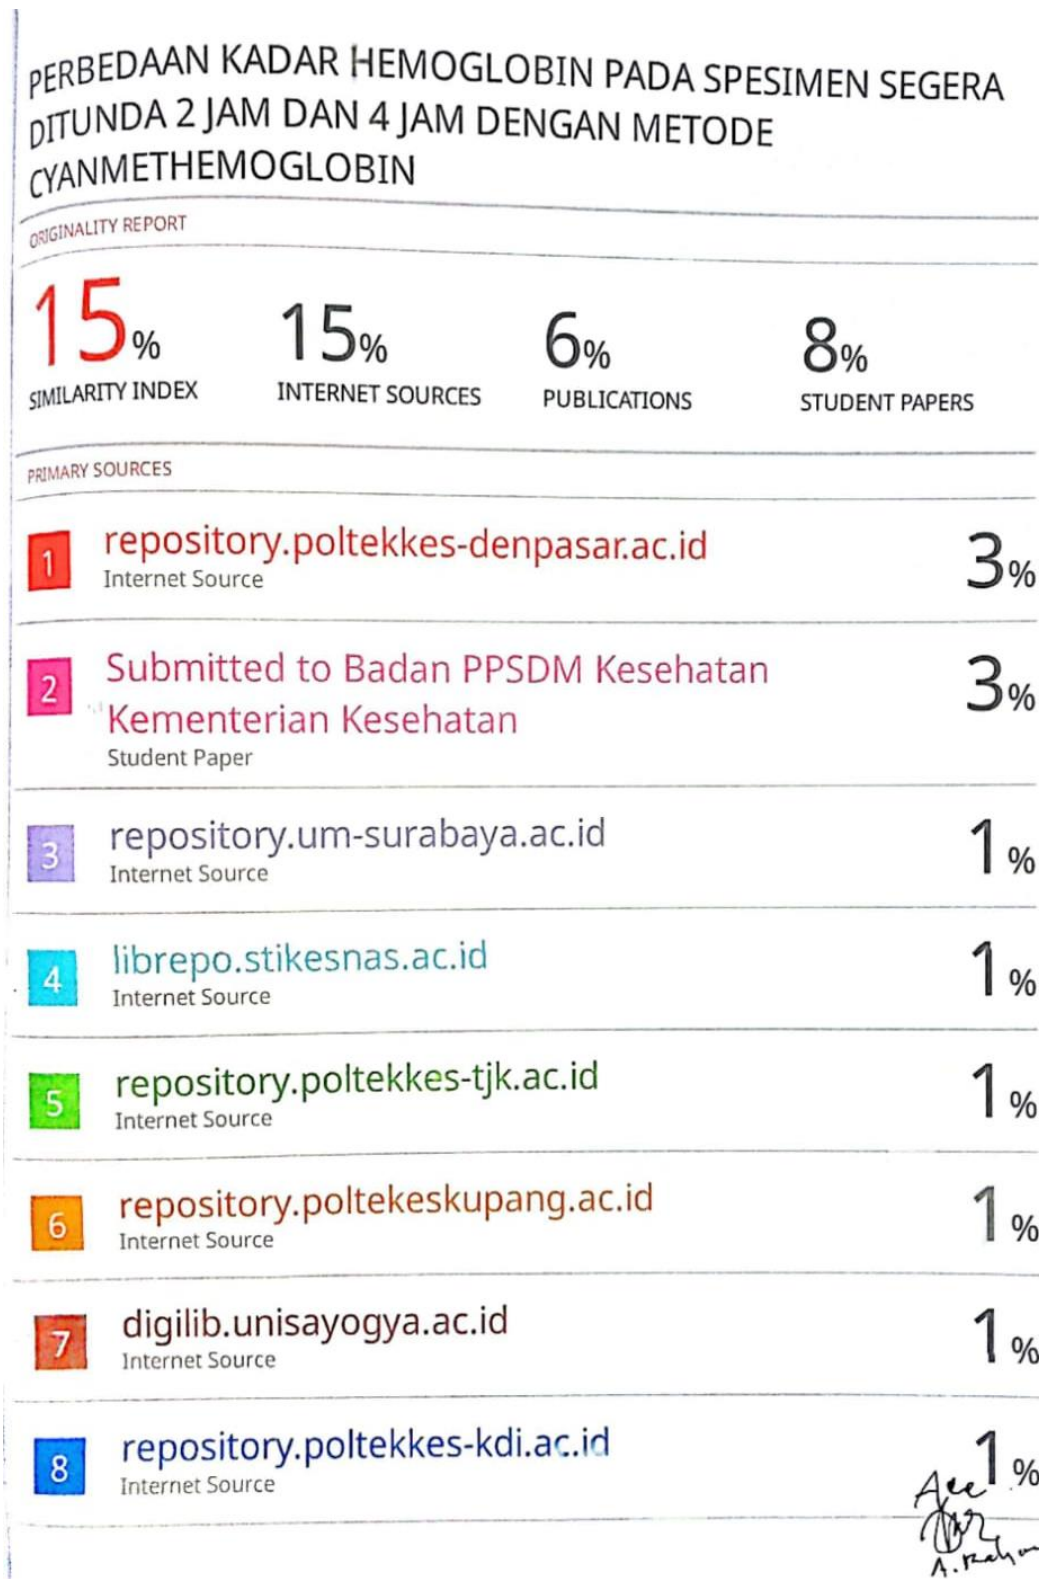 PERBEDAAN KADAR HEMOGLOBIN PADA SPESIMEN SEGERA
DITUNDA 2 JAM DAN 4 JAM DENGAN METODE
CYANMETHEMOGLOBIN
ORIGINALITY REPORT
15% 15% 6% 8%
SIMILARITY INDEX INTERNET SOURCES PUBLICATIONS STUDENT PAPERS
PRIMARY SOURCES
1 repository.poltekkes-denpasar.ac.id 3%
Internet Source
2 Submitted to Badan PPSDM Kesehatan 3%
Kementerian Kesehatan
Student Paper
3 repository.um-surabaya.ac.id 1%
Internet Source
4 librepo.stikesnas.ac.id 1%
Internet Source
5 repository.poltekkes-tjk.ac.id 1%
Internet Source
6 repository.poltekeskupang.ac.id 1%
Internet Source
7 digilib.unisayogya.ac.id 1%
Internet Source
8 repository.poltekkes-kdi.ac.id 1%
Internet Source
Acc